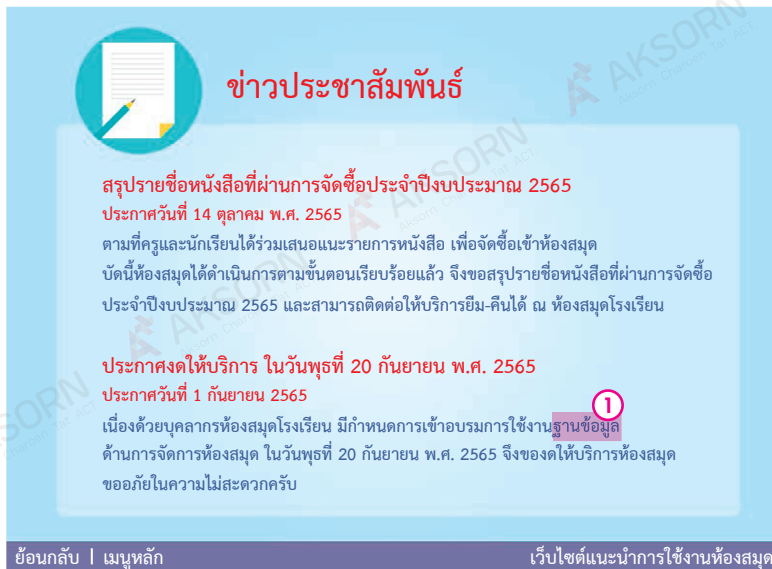 ข่าวประชาสัมพันธ์
สรุปรายชื่อหนังสือที่ผ่านการจัดซื้อประจำปีงบประมาณ 2565
ประกาศวันที่ 14 ตุลาคม พ.ศ. 2565
ตามที่ครูและนักเรียนได้ร่วมเสนอแนะรายการหนังสือ เพื่อจัดซื้อเข้าห้องสมุด
บัดนี้ห้องสมุดได้ดำเนินการตามขั้นตอนเรียบร้อยแล้ว จึงขอสรุปรายชื่อหนังสือที่ผ่านการจัดซื้อ
ประจำปีงบประมาณ 2565 และสามารถติดต่อให้บริการยืม-คืนได้ ณ ห้องสมุดโรงเรียน
ประกาศงดให้บริการ ในวันพุธที่ 20 กันยายน พ.ศ. 2565
ประกาศวันที่ 1 กันยายน 2565
1
เนื่องด้วยบุคลากรห้องสมุดโรงเรียน มีกำหนดการเข้าอบรมการใช้งานฐานข้อมูล
ด้านการจัดการห้องสมุด ในวันพุธที่ 20 กันยายน พ.ศ. 2565 จึงของดให้บริการห้องสมุด
ขออภัยในความไม่สะดวกครับ
ย้อนกลับ | เมนูหลัก
เว็บไซต์แนะนำการใช้งานห้องสมุด
AKSORN
Aksorn Charoen Tat ACT
AKSORN
Aksorn Charoen Tat ACT
AKSORN
Aksorn Charoen Tat ACT